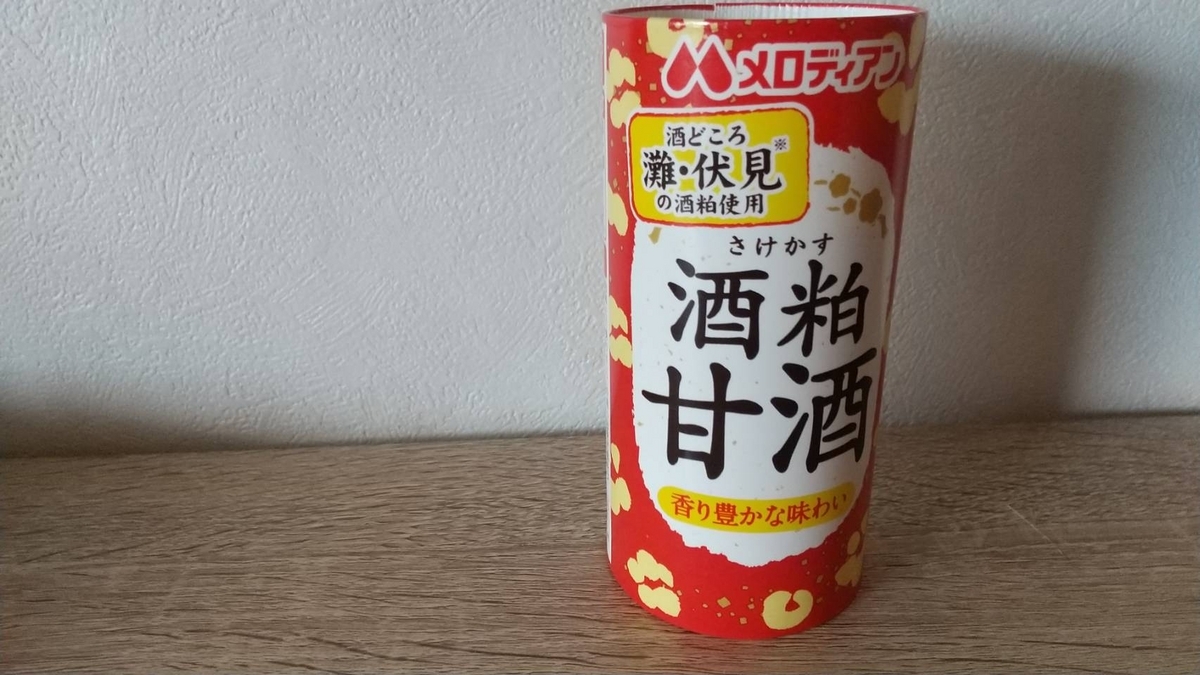 メロディアン
酒どころ
灘・伏見※
の酒粕使用
さけかす
酒粕
甘酒
香り豊かな味わい